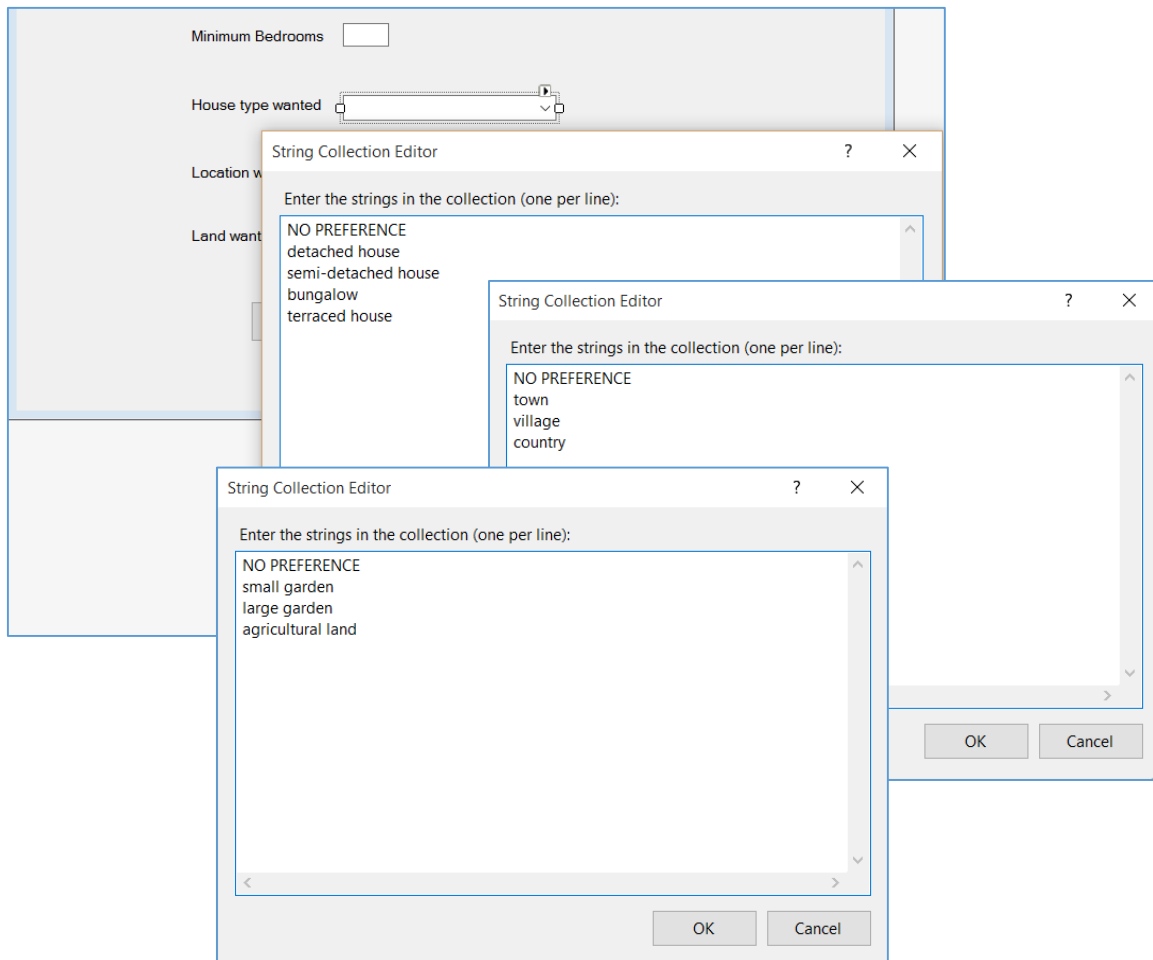 Minimum Bedrooms
House type wanted
Location w
Land want
String Collection Editor
?
Enter the strings in the collection (one per line):
NO PREFERENCE
detached house
semi-detached house
bungalow
terraced house
String Collection Editor
?
Enter the strings in the collection (one per line):
NO PREFERENCE
town
village
country
OK Cancel
String Collection Editor
?
Enter the strings in the collection (one per line):
NO PREFERENCE
small garden
large garden
agricultural land
OK Cancel